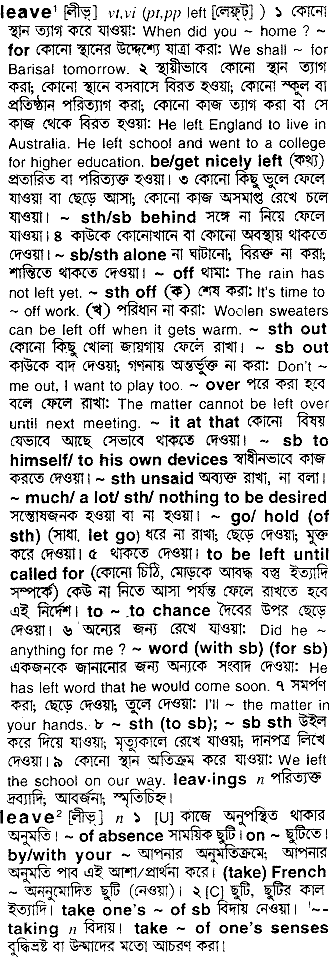 leave¹ [লীভ়] vt,vi (pt,pp left [লেফ্‌ট্]) ১ কোনো
স্থান ত্যাগ করে যাওয়া: When did you ~ home ? ~
for কোনো স্থানের উদ্দেশ্যে যাত্রা করা: We shall ~ for
Barisal tomorrow. ২ স্থায়ীভাবে কোনো স্থান ত্যাগ
করা; কোনো স্থানে বসবাসে বিরত হওয়া; কোনো স্কুল বা
প্রতিষ্ঠান পরিত্যাগ করা; কোনো কাজ ত্যাগ করা বা সে
কাজ থেকে বিরত হওয়া: He left England to live in
Australia. He left school and went to a college
for higher education. be/get nicely left (কথ্য)
প্রতারিত বা পরিত্যক্ত হওয়া। ৩ কোনো কিছু ভুলে ফেলে
যাওয়া বা ছেড়ে আসা; কোনো কাজ অসমাপ্ত রেখে চলে
যাওয়া। ~ sth/sb behind সঙ্গে না নিয়ে ফেলে
যাওয়া। ৪ কাউকে কোনোখানে বা কোনো অবস্থায় থাকতে
দেওয়া। ~ sb/sth alone না ঘাটানো; বিরক্ত না করা;
শান্তিতে থাকতে দেওয়া। ~ off থামা: The rain has
not left yet. ~ sth off (ক) শেষ করা: It's time to
~ off work. (খ) পরিধান না করা: Woolen sweaters
can be left off when it gets warm. ~ sth out
কোনো কিছু খোলা জায়গায় ফেলে রাখা। ~ sb out
কাউকে বাদ দেওয়া; গণনায় অন্তর্ভুক্ত না করা: Don't ~
me out, I want to play too. ~ over পরে করা হবে
বলে ফেলে রাখা: The matter cannot be left over
until next meeting. ~ it at that কোনো বিষয়
যেভাবে আছে সেভাবে থাকতে দেওয়া। ~ sb to
himself/ to his own devices স্বাধীনভাবে কাজ
করতে দেওয়া। ~ sth unsaid অব্যক্ত রাখা, না বলা।
~ much/ a lot/ sth/ nothing to be desired
সন্তোষজনক হওয়া বা না হওয়া। ~ go/ hold (of
sth) (সাধা. let go) ধরে না রাখা; ছেড়ে দেওয়া; মুক্ত
করে দেওয়া। ৫ থাকতে দেওয়া। to be left until
called for (কোনো চিঠি, মোড়কে আবদ্ধ বস্তু ইত্যাদি
সম্পর্কে) কেউ না নিতে আসা পর্যন্ত ফেলে রাখতে হবে
এই নির্দেশ। to ~ .to chance দৈবের উপর ছেড়ে
দেওয়া। ৬ অন্যের জন্য রেখে যাওয়া: Did he ~
anything for me ? ~ word (with sb) (for sb)
একজনকে জানানোর জন্য অন্যকে সংবাদ দেওয়া: He
has left word that he would come soon. ৭ সমর্পণ
করা; ছেড়ে দেওয়া; তুলে দেওয়া: I'll ~ the matter in
your hands. ৮ ~ sth (to sb); ~ sb sth উইল
করে দিয়ে যাওয়া; মৃত্যুকালে রেখে যাওয়া; দানপত্র লিখে
দেওয়া। ৯ কোনো স্থান অতিক্রম করে যাওয়া: We left
the school on our way. leav·ings n পরিত্যক্ত
দ্রব্যাদি; আবর্জনা; স্মৃতিচিহ্ন।
leave² [লীভ়] n ১ [U] কাজে অনুপস্থিত থাকার
অনুমতি। ~ of absence সাময়িক ছুটি। on ~ ছুটিতে।
by/with your ~ আপনার অনুমতিক্রমে; আপনার
অনুমতি পাব এই আশা/প্রার্থনা করে। (take) French
~ অননুমোদিত ছুটি (নেওয়া)। ২ [C] ছুটি, ছুটির কাল
ইত্যাদি। take one's ~ of sb বিদায় নেওয়া। '~-
taking n বিদায়। take ~ of one's senses
বুদ্ধিভ্রষ্ট বা উন্মাদের মতো আচরণ করা।